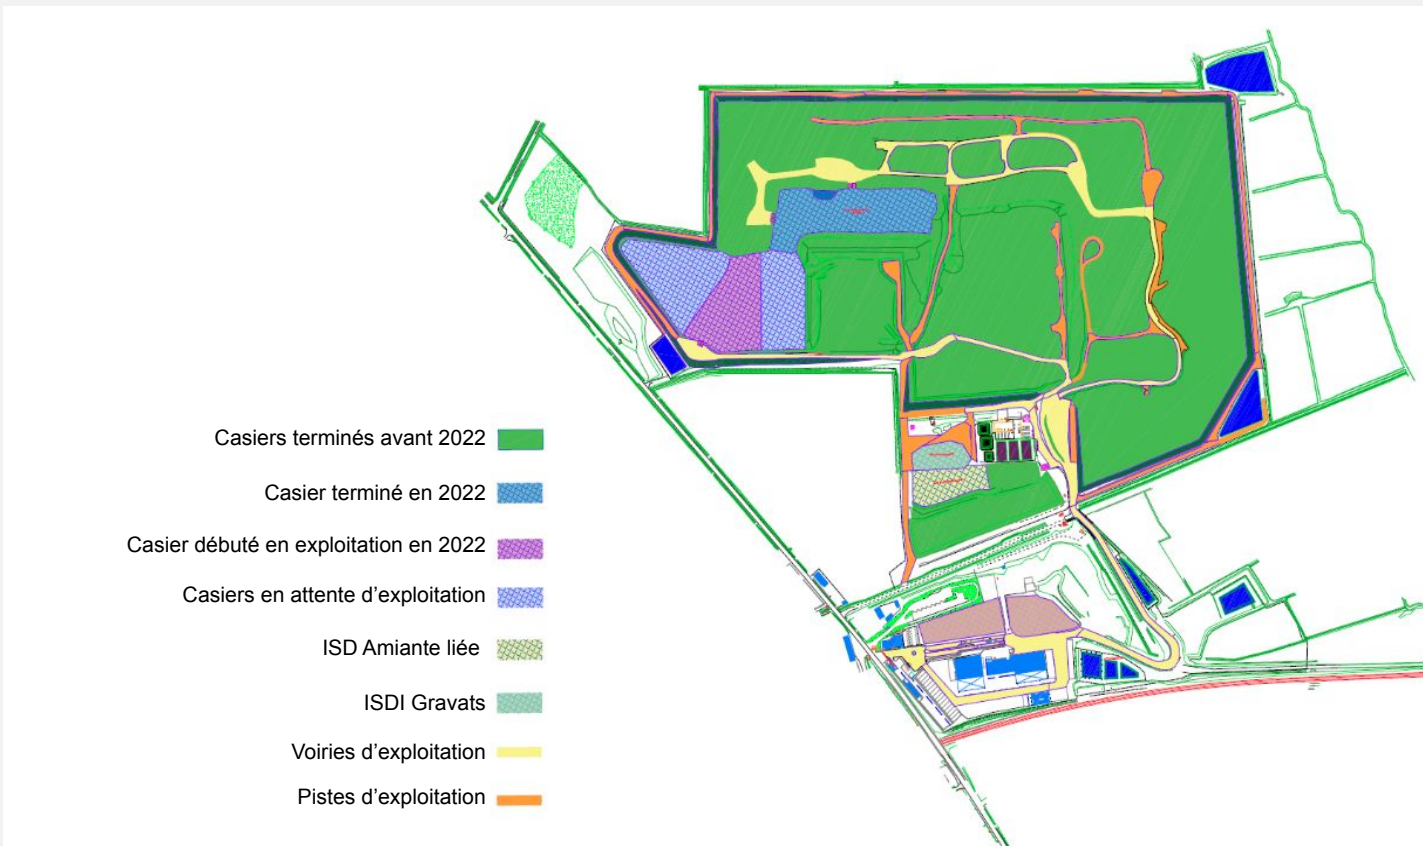 Casiers terminés avant 2022
Casier terminé en 2022
Casier débuté en exploitation en 2022
Casiers en attente d’exploitation
ISD Amiante liée
ISDI Gravats
Voiries d’exploitation
Pistes d’exploitation